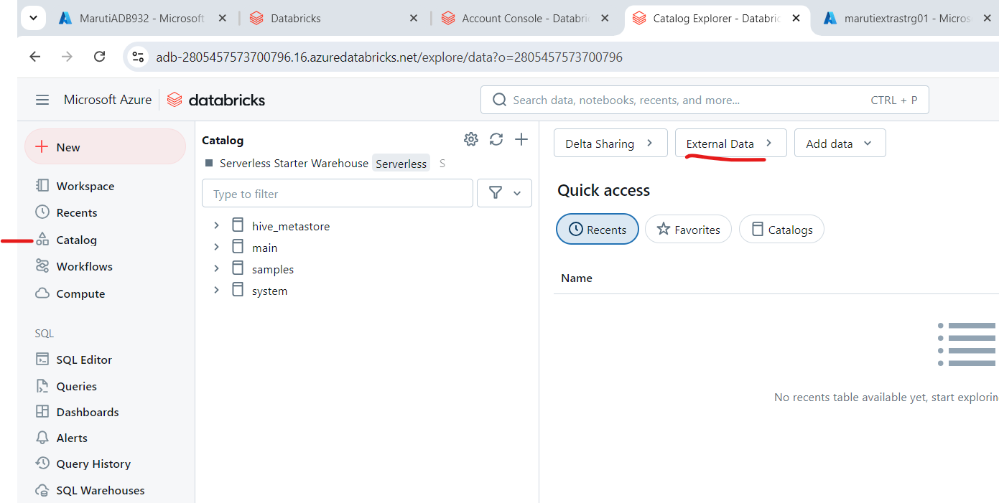 MarutiADB932 - Microsoft
Databricks
Account Console - Databri
Catalog Explorer - Databric
marutiextrastrg01 - Micros
adb-2805457573700796.16.azuredatabricks.net/explore/data?o=2805457573700796
Microsoft Azure
databricks
Search data, notebooks, recents, and more...
CTRL + P
New
Workspace
Recents
Catalog
Workflows
Compute
SQL
SQL Editor
Queries
Dashboards
Alerts
Query History
SQL Warehouses
Catalog
Serverless Starter Warehouse Serverless S
Type to filter
hive_metastore
main
samples
system
Delta Sharing
External Data
Add data
Quick access
Recents
Favorites
Catalogs
Name
No recents table available yet, start explorin